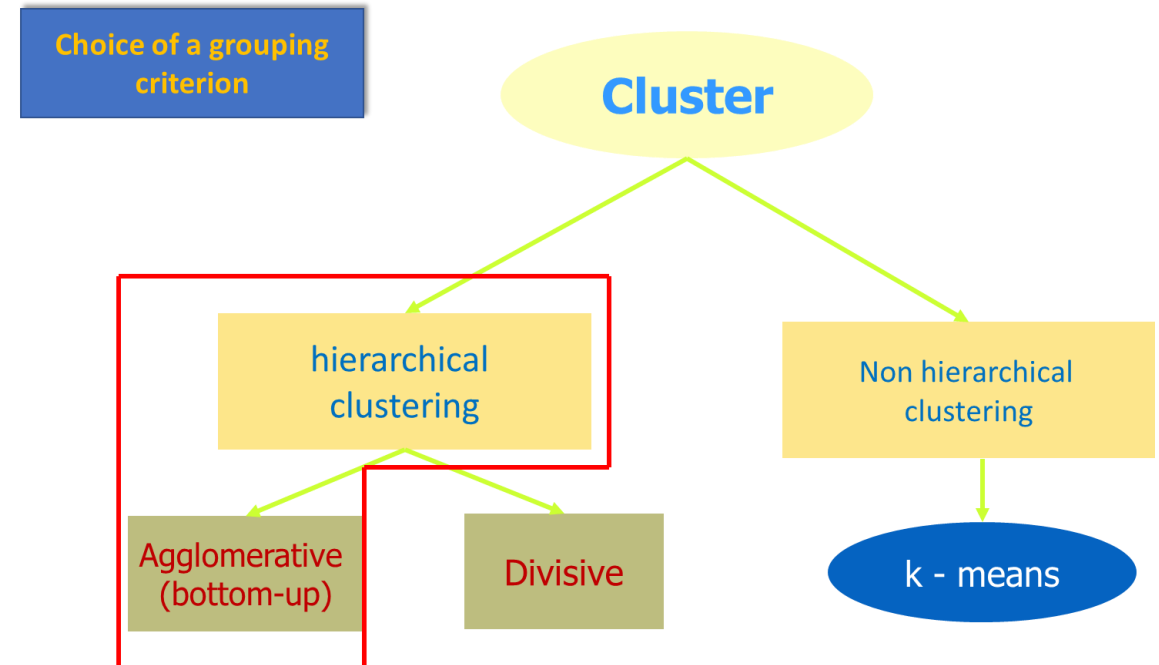 Choice of a grouping
criterion
Cluster
hierarchical
clustering
Non hierarchical
clustering
Agglomerative
(bottom-up)
Divisive
k - means